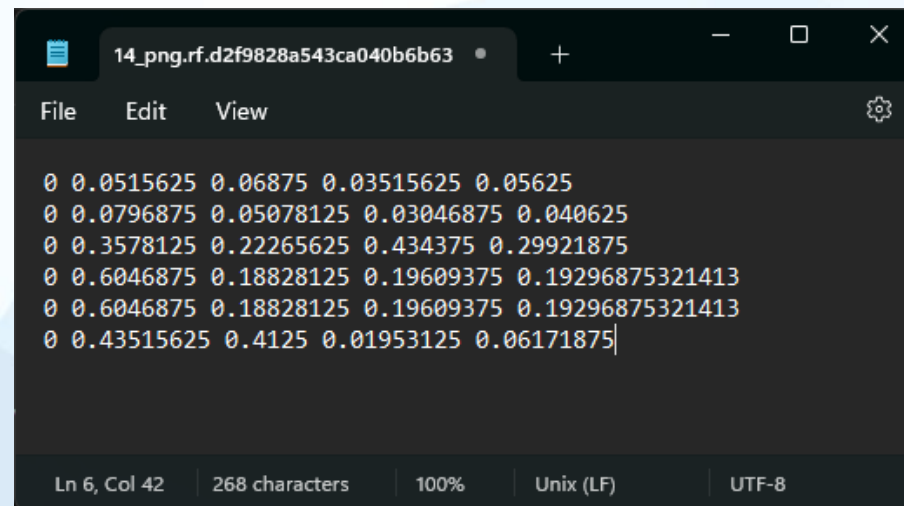 14_png.rf.d2f9828a543ca040b6b63
File Edit View
0 0.0515625 0.06875 0.03515625 0.05625
0 0.0796875 0.05078125 0.03046875 0.040625
0 0.3578125 0.22265625 0.434375 0.29921875
0 0.6046875 0.18828125 0.19609375 0.19296875321413
0 0.6046875 0.18828125 0.19609375 0.19296875321413
0 0.43515625 0.4125 0.01953125 0.06171875
Ln 6, Col 42 268 characters 100% Unix (LF) UTF-8